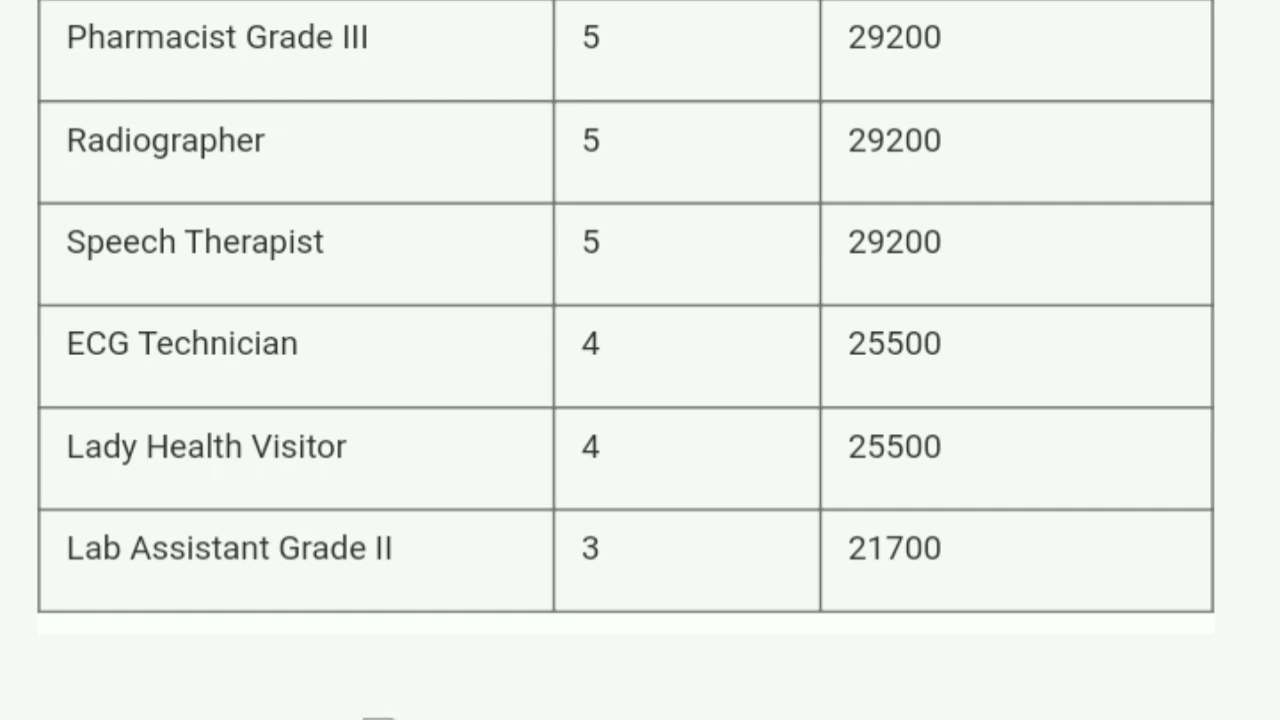 Pharmacist Grade III 5 29200
Radiographer 5 29200
Speech Therapist 5 29200
ECG Technician 4 25500
Lady Health Visitor 4 25500
Lab Assistant Grade II 3 21700